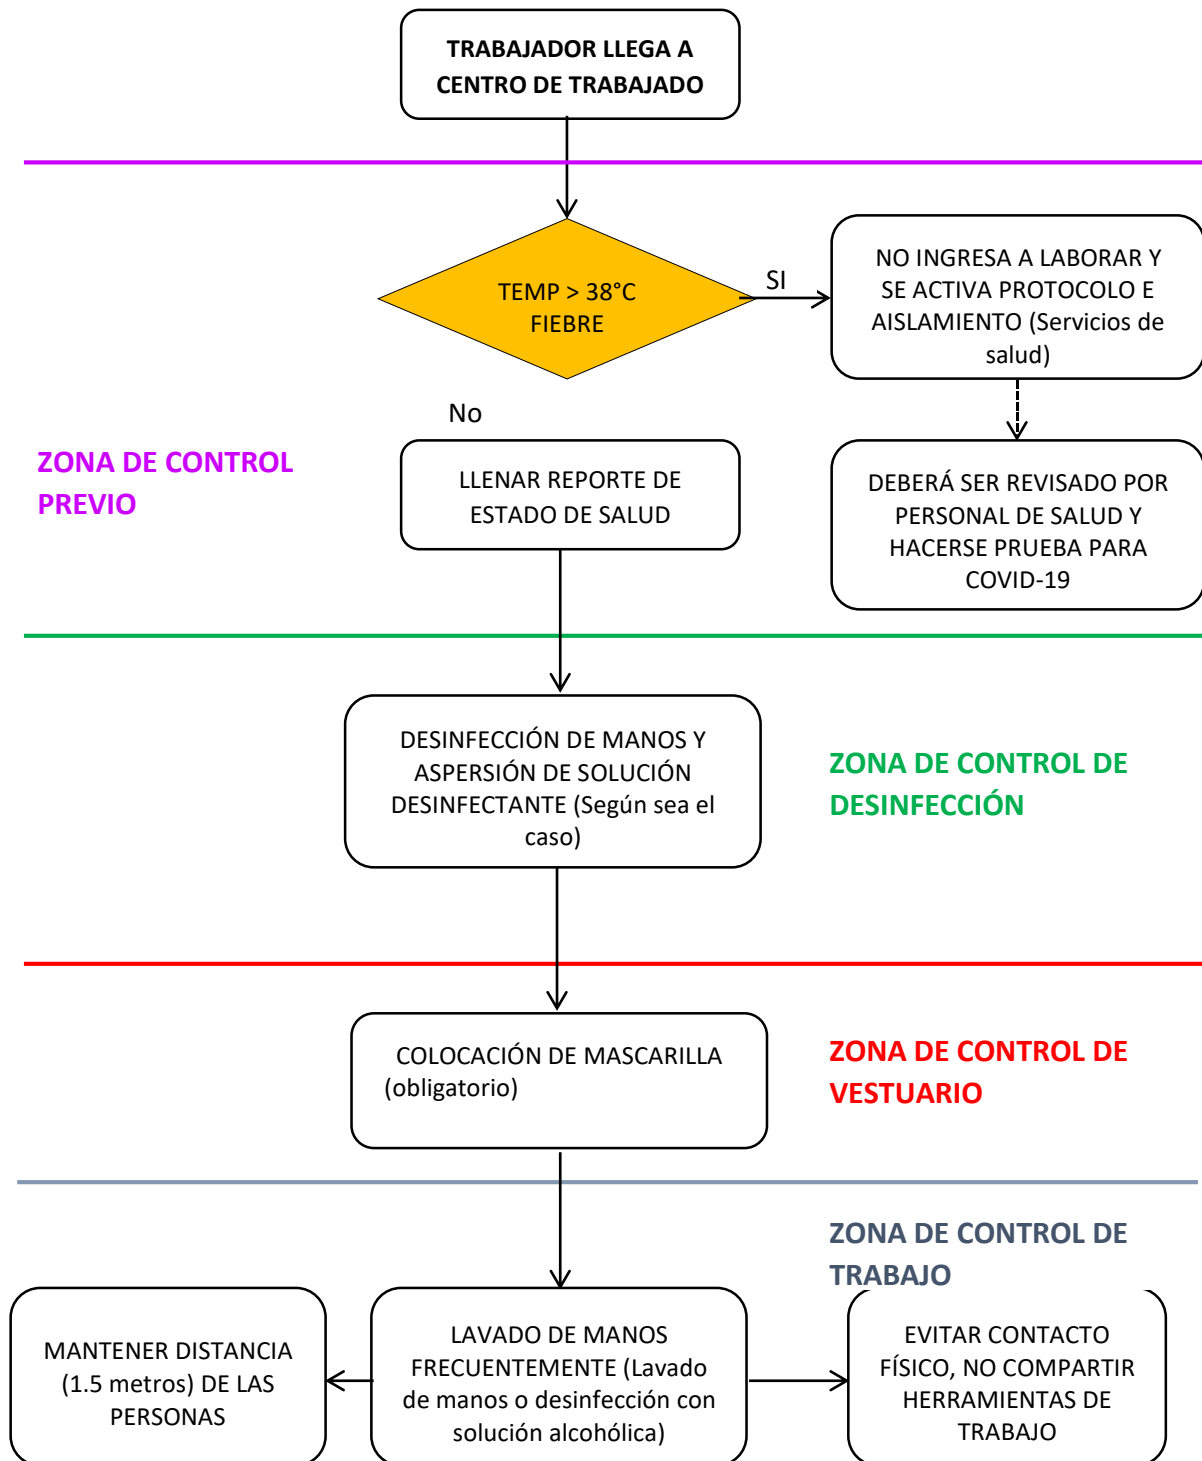 TRABAJADOR LLEGA A
CENTRO DE TRABAJADO
TEMP > 38°C
FIEBRE
SI
NO INGRESA A LABORAR Y
SE ACTIVA PROTOCOLO E
AISLAMIENTO (Servicios de
salud)
No
ZONA DE CONTROL
PREVIO
LLENAR REPORTE DE
ESTADO DE SALUD
DEBERÁ SER REVISADO POR
PERSONAL DE SALUD Y
HACERSE PRUEBA PARA
COVID-19
DESINFECCIÓN DE MANOS Y
ASPERSIÓN DE SOLUCIÓN
DESINFECTANTE (Según sea el
caso)
ZONA DE CONTROL DE
DESINFECCIÓN
COLOCACIÓN DE MASCARILLA
(obligatorio)
ZONA DE CONTROL DE
VESTUARIO
ZONA DE CONTROL DE
TRABAJO
MANTENER DISTANCIA
(1.5 metros) DE LAS
PERSONAS
LAVADO DE MANOS
FRECUENTEMENTE (Lavado
de manos o desinfección con
solución alcohólica)
EVITAR CONTACTO
FÍSICO, NO COMPARTIR
HERRAMIENTAS DE
TRABAJO